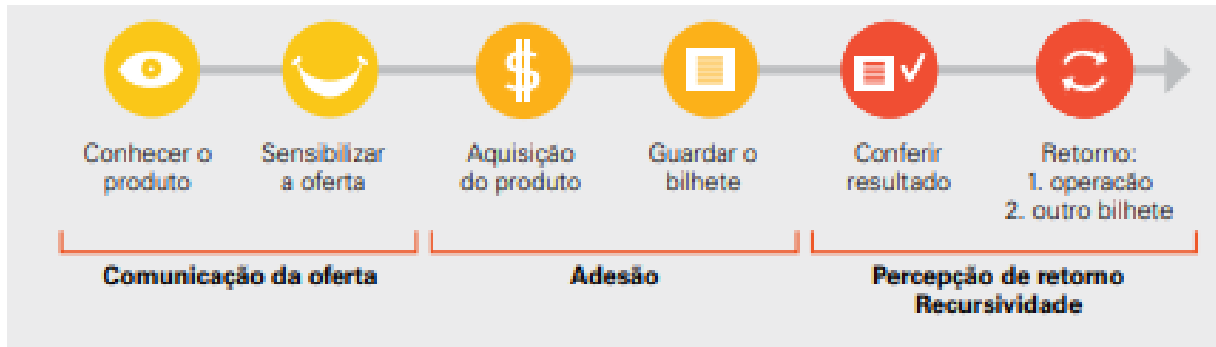 Conhecer o
produto
Sensibilizar
a oferta
Aquisição
do produto
Guardar o
bilhete
Conferir
resultado
Retorno:
1. operacão
2. outro bilhete
Comunicação da oferta
Adesão
Percepção de retorno
Recursividade